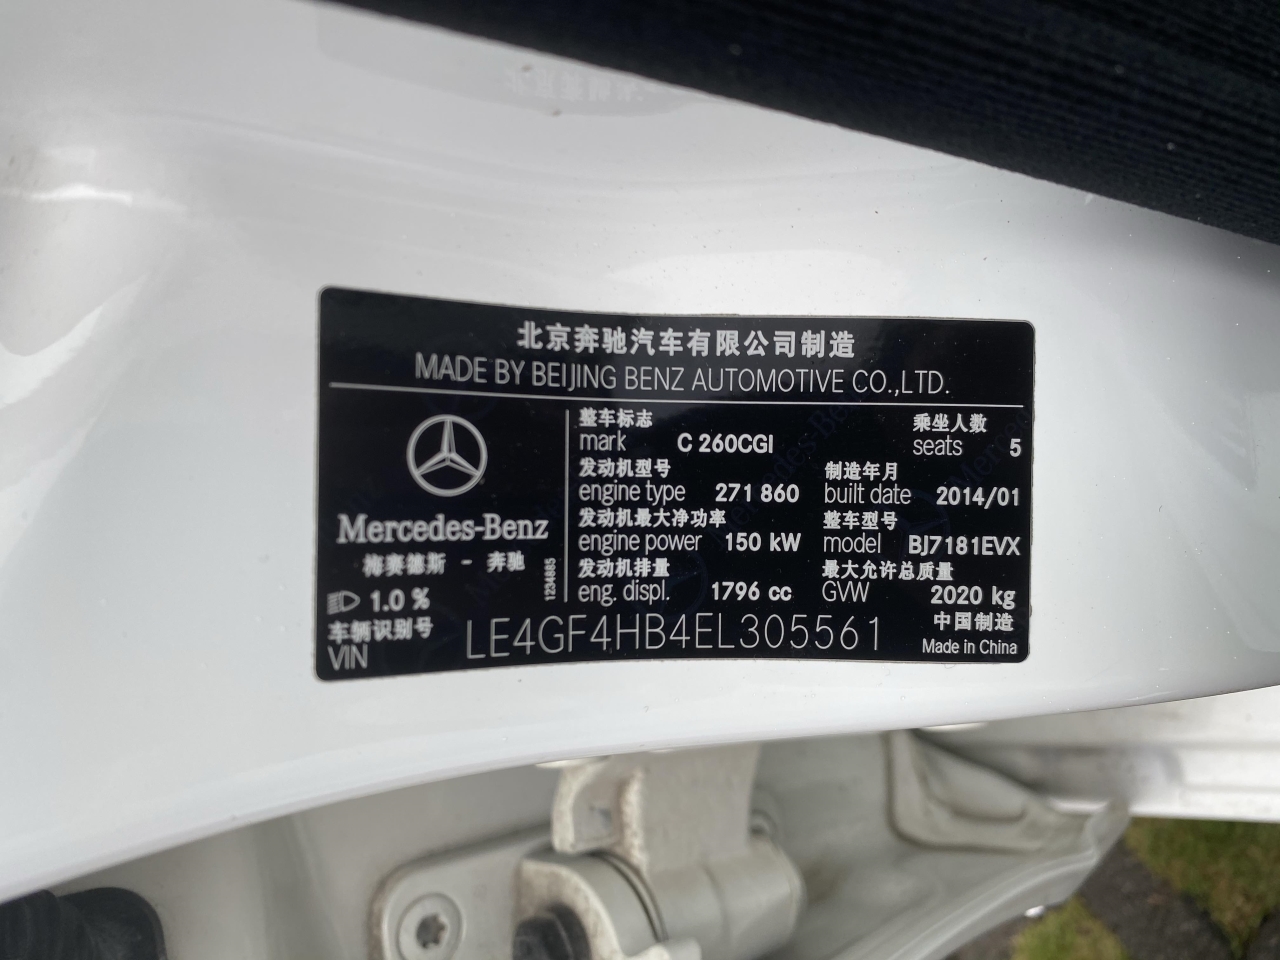 北京奔驰汽车有限公司制造
MADE BY BEIJING BENZ AUTOMOTIVE CO.,LTD.
Mercedes-Benz
梅赛德斯 - 奔驰
1.0 %
1234885
整车标志
mark C 260CGI
乘坐人数
seats 5
发动机型号
engine type 271 860
制造年月
built date 2014/01
发动机最大净功率
engine power 150 kW
整车型号
model BJ7181EVX
发动机排量
eng. displ. 1796 cc
最大允许总质量
GVW 2020 kg
车辆识别号
VIN LE4GF4HB4EL305561
中国制造
Made in China